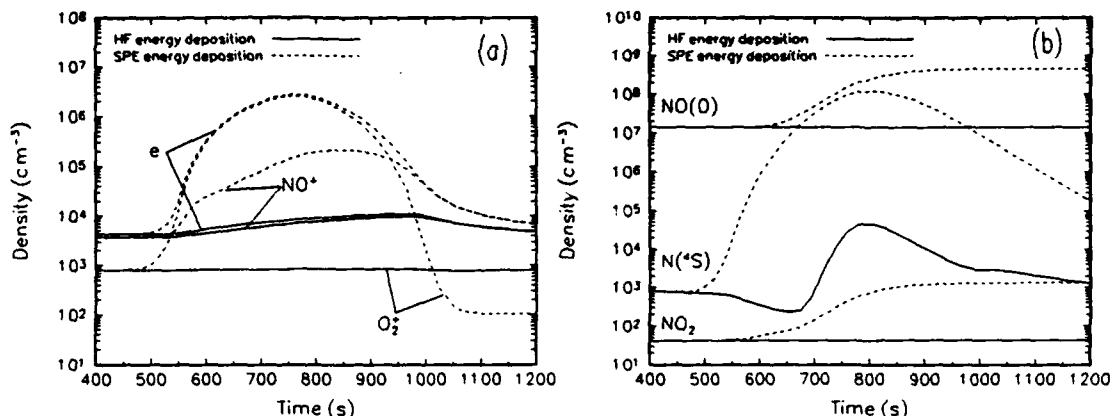 HF energy deposition
SPE energy deposition
(a)
10⁷
10⁶
10⁵
10⁴
10³
10²
10¹
Density (cm⁻³)
e
NO⁺
O₂⁺
400 500 600 700 800 900 1000 1100 1200
Time (s)
HF energy deposition
SPE energy deposition
(b)
10¹⁰
10⁹
10⁸
10⁷
10⁶
10⁵
10⁴
10³
10²
10¹
Density (cm⁻³)
NO(0)
N(⁴S)
NO₂
400 500 600 700 800 900 1000 1100 1200
Time (s)